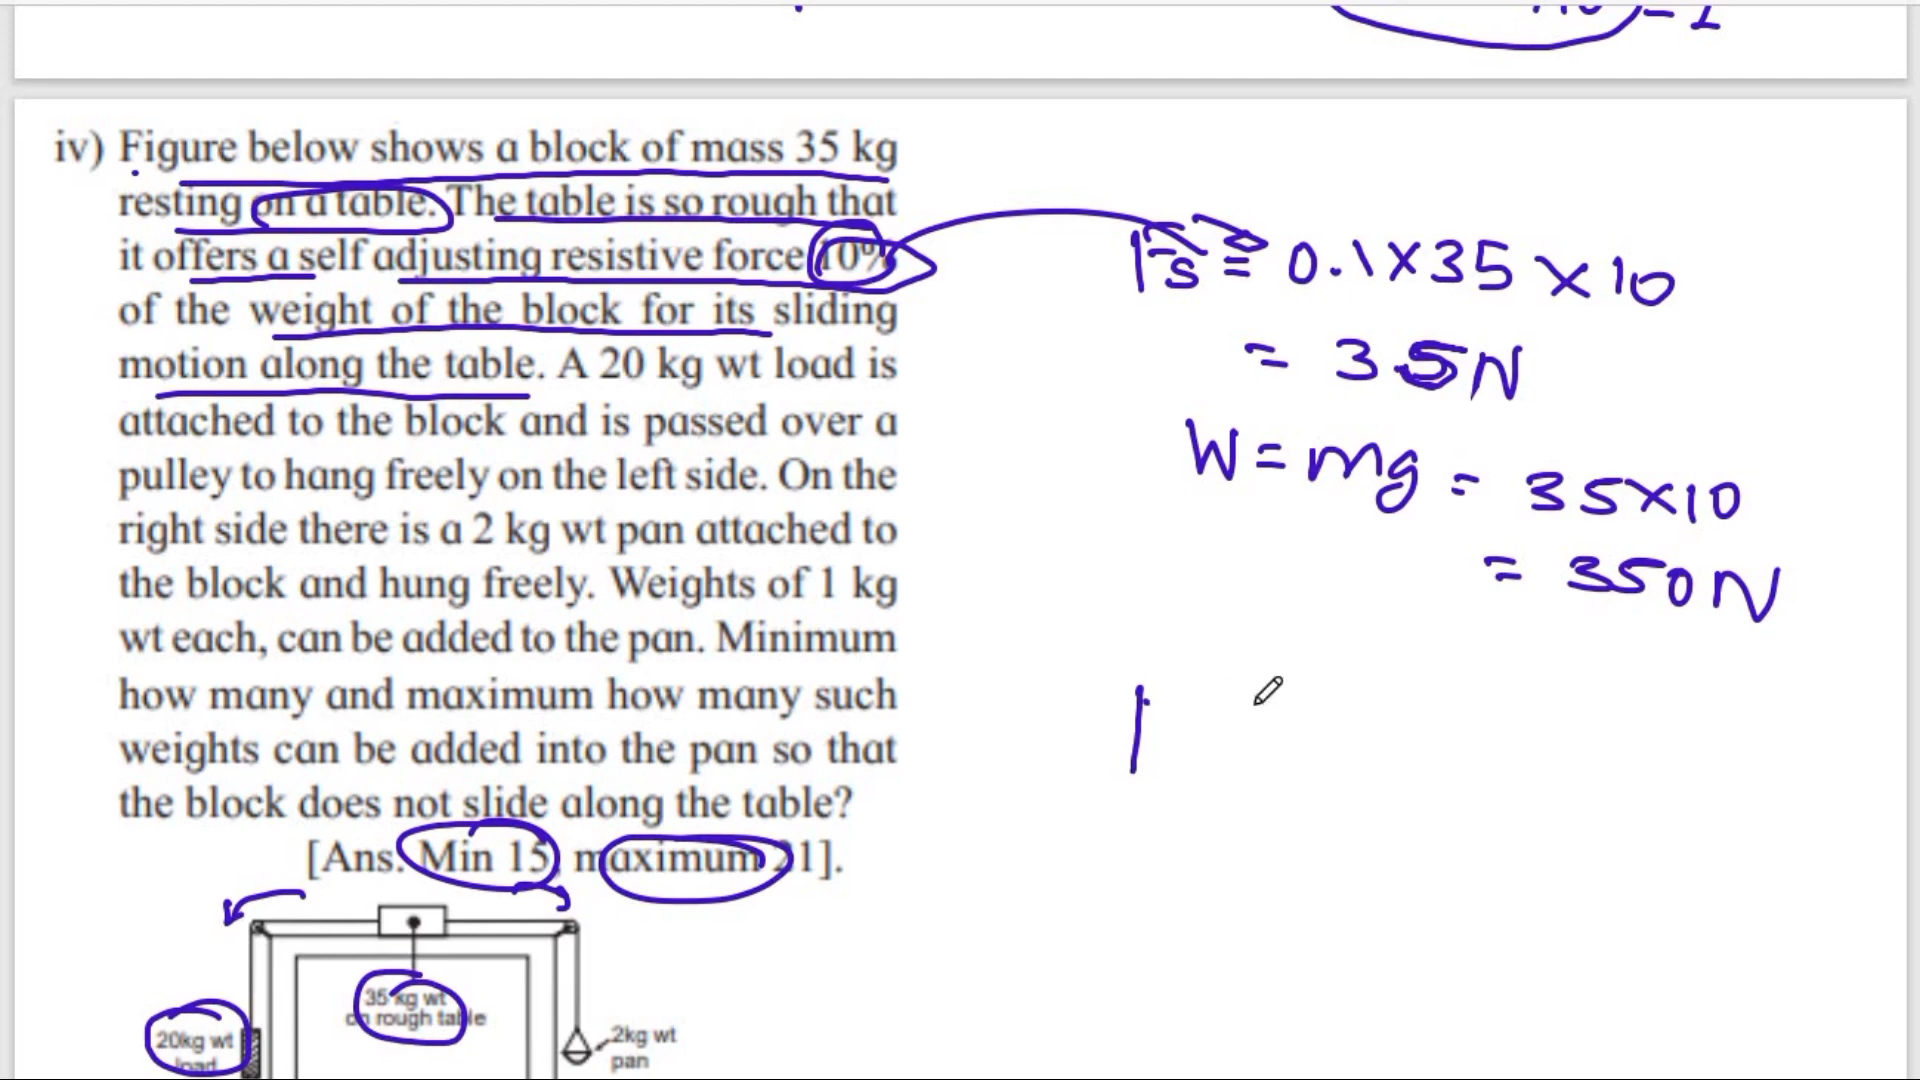 = 1
iv) Figure below shows a block of mass 35 kg
resting on a table. The table is so rough that
it offers a self adjusting resistive force 10%
of the weight of the block for its sliding
motion along the table. A 20 kg wt load is
attached to the block and is passed over a
pulley to hang freely on the left side. On the
right side there is a 2 kg wt pan attached to
the block and hung freely. Weights of 1 kg
wt each, can be added to the pan. Minimum
how many and maximum how many such
weights can be added into the pan so that
the block does not slide along the table?
[Ans. Min 15, maximum 21].
35 kg wt
on rough table
20kg wt
load
2kg wt
pan
Fs = 0.1 × 35 × 10
= 35 N
W = mg = 35×10
= 350 N